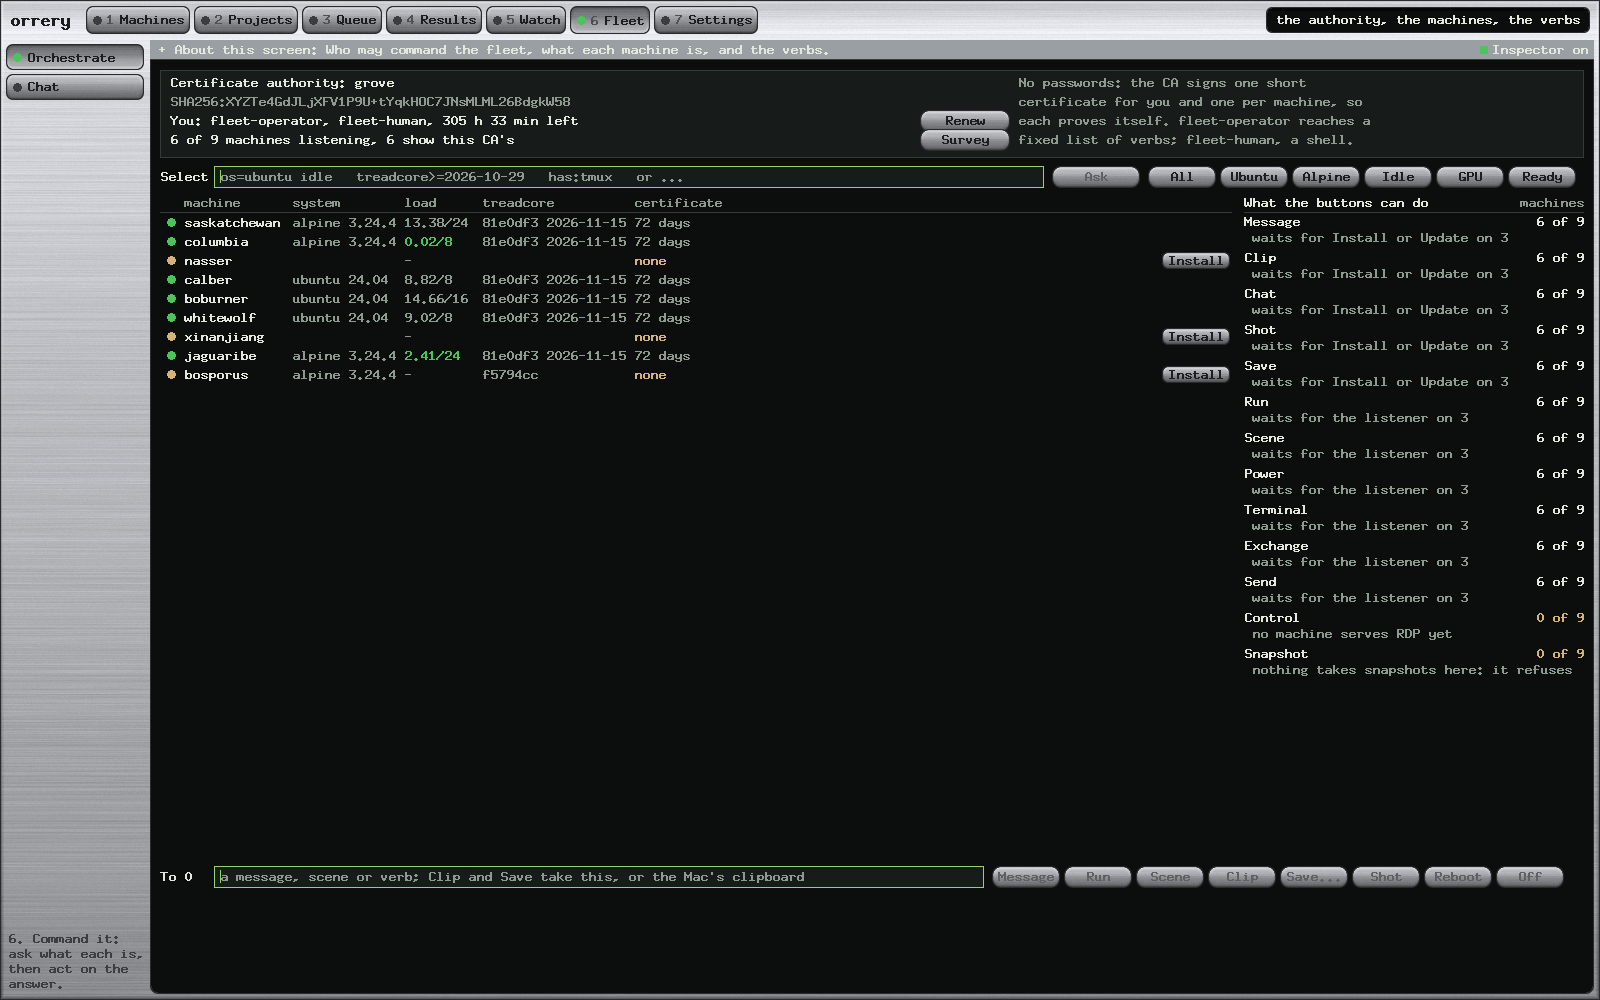 orrery
1 Machines
2 Projects
3 Queue
4 Results
5 Watch
6 Fleet
7 Settings
the authority, the machines, the verbs
Orchestrate
Chat
+ About this screen: Who may command the fleet, what each machine is, and the verbs.
Inspector on
Certificate authority: grove
SHA256:XYZTe4GdJLjXFV1P9U+tYqkHOC7JNsMLML26BdgkW58
You: fleet-operator, fleet-human, 305 h 33 min left
6 of 9 machines listening, 6 show this CA's
Renew
Survey
No passwords: the CA signs one short
certificate for you and one per machine, so
each proves itself. fleet-operator reaches a
fixed list of verbs; fleet-human, a shell.
Select
os=ubuntu idle   treadcore>=2026-10-29   has:tmux   or ...
Ask
All
Ubuntu
Alpine
Idle
GPU
Ready
machine system load treadcore certificate
saskatchewan alpine 3.24.4 13.38/24 81e0df3 2026-11-15 72 days
columbia alpine 3.24.4 0.02/8 81e0df3 2026-11-15 72 days
nasser - none Install
calber ubuntu 24.04 8.82/8 81e0df3 2026-11-15 72 days
boburner ubuntu 24.04 14.66/16 81e0df3 2026-11-15 72 days
whitewolf ubuntu 24.04 9.02/8 81e0df3 2026-11-15 72 days
xinanjiang - none Install
jaguaribe alpine 3.24.4 2.41/24 81e0df3 2026-11-15 72 days
bosporus alpine 3.24.4 - f5794cc none Install
What the buttons can do machines
Message 6 of 9
waits for Install or Update on 3
Clip 6 of 9
waits for Install or Update on 3
Chat 6 of 9
waits for Install or Update on 3
Shot 6 of 9
waits for Install or Update on 3
Save 6 of 9
waits for Install or Update on 3
Run 6 of 9
waits for the listener on 3
Scene 6 of 9
waits for the listener on 3
Power 6 of 9
waits for the listener on 3
Terminal 6 of 9
waits for the listener on 3
Exchange 6 of 9
waits for the listener on 3
Send 6 of 9
waits for the listener on 3
Control 0 of 9
no machine serves RDP yet
Snapshot 0 of 9
nothing takes snapshots here: it refuses
To 0
a message, scene or verb; Clip and Save take this, or the Mac's clipboard
Message
Run
Scene
Clip
Save...
Shot
Reboot
Off
6. Command it:
ask what each is,
then act on the
answer.